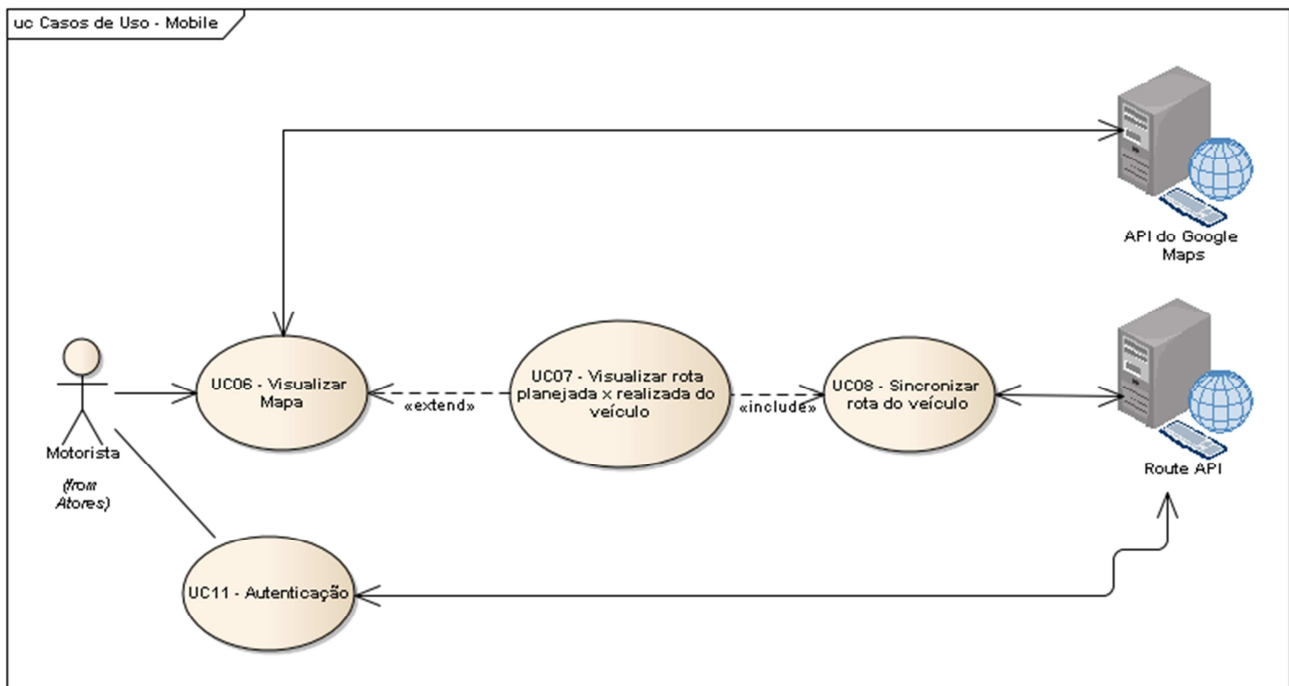 uc Casos de Uso - Mobile
API do Google
Maps
UC06 - Visualizar
Mapa
«extend»
UC07 - Visualizar rota
planejada x realizada do
veículo
«include»
UC08 - Sincronizar
rota do veículo
Route API
Motorista
(from
Atores)
UC11 - Autenticação